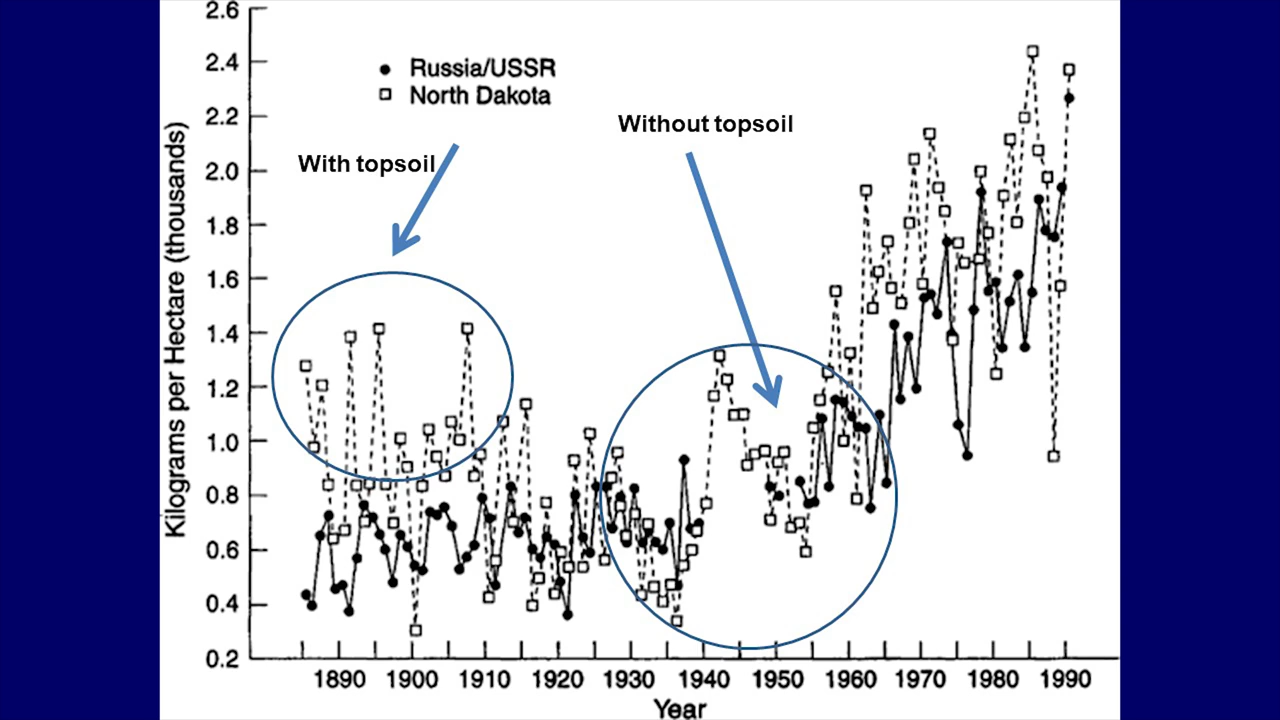 2.6
2.4
2.2
2.0
1.8
1.6
1.4
1.2
1.0
0.8
0.6
0.4
0.2
Kilograms per Hectare (thousands)
Russia/USSR
North Dakota
With topsoil
Without topsoil
1890 1900 1910 1920 1930 1940 1950 1960 1970 1980 1990
Year